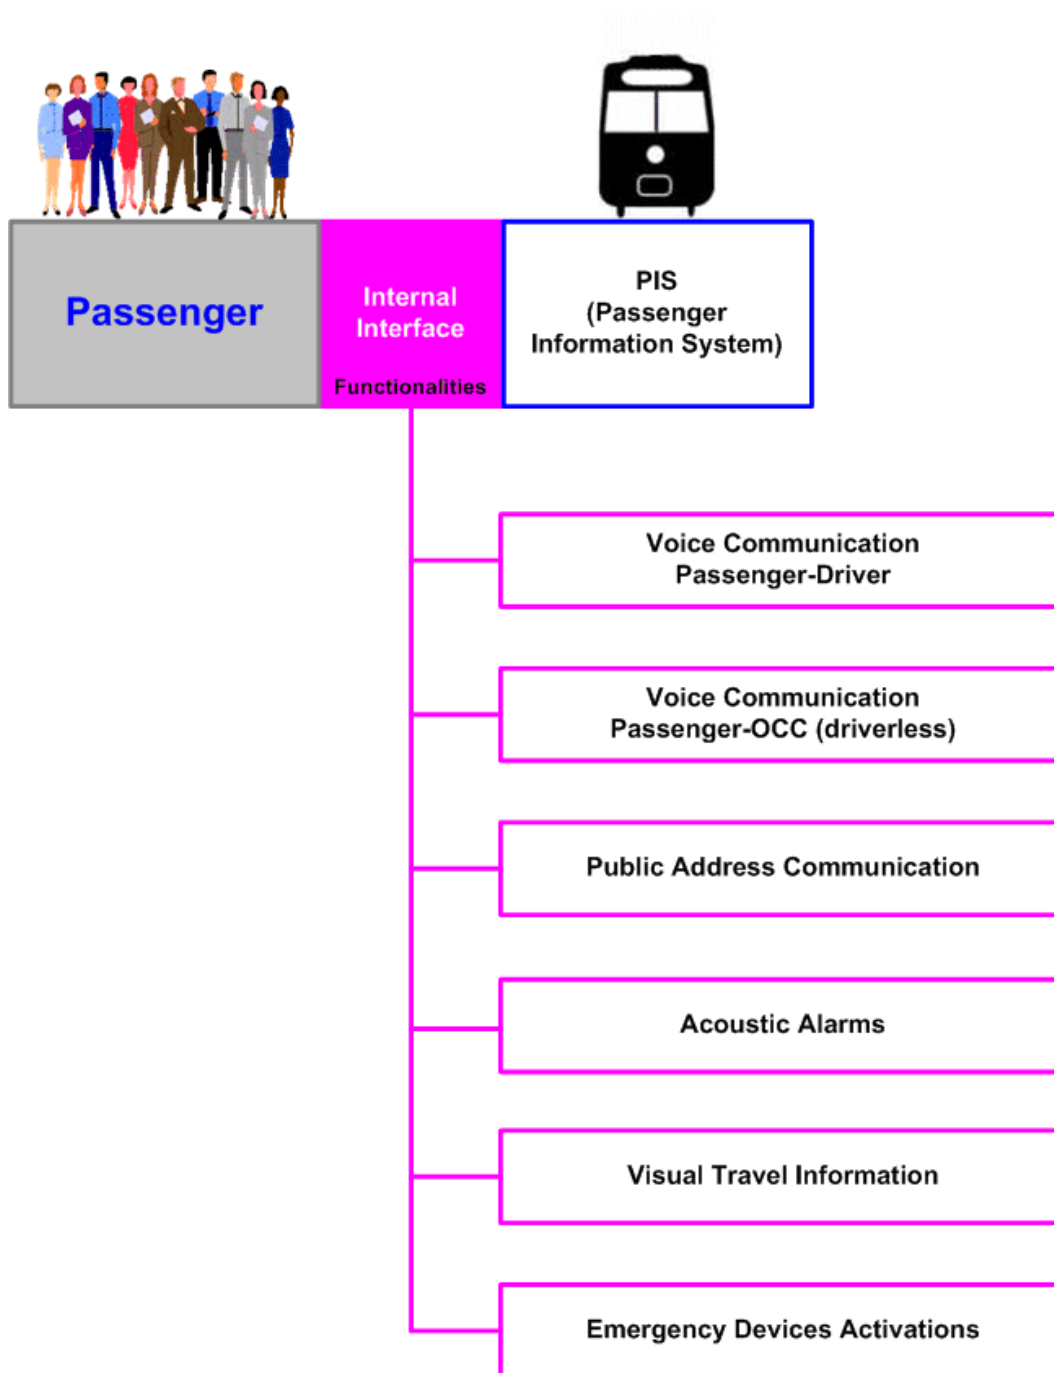 Passenger
Internal
Interface
Functionalities
PIS
(Passenger
Information System)
Voice Communication
Passenger-Driver
Voice Communication
Passenger-OCC (driverless)
Public Address Communication
Acoustic Alarms
Visual Travel Information
Emergency Devices Activations